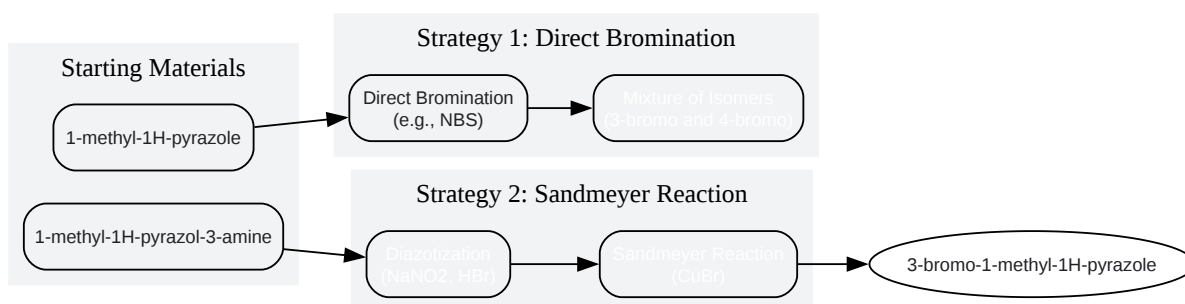 Strategy 1: Direct Bromination
Starting Materials
Direct Bromination
(e.g., NBS)
Mixture of Isomers
(3-bromo and 4-bromo)
1-methyl-1H-pyrazole
Strategy 2: Sandmeyer Reaction
1-methyl-1H-pyrazol-3-amine
Diazotization
(NaNO2, HBr)
Sandmeyer Reaction
(CuBr)
3-bromo-1-methyl-1H-pyrazole